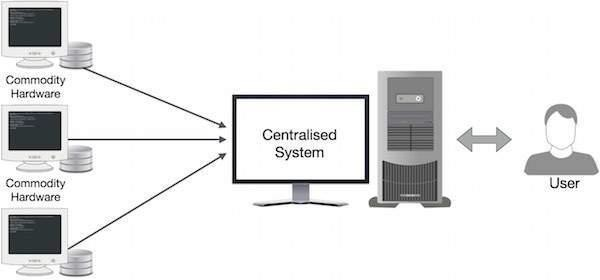 Commodity
Hardware
Commodity
Hardware
Centralised
System
User